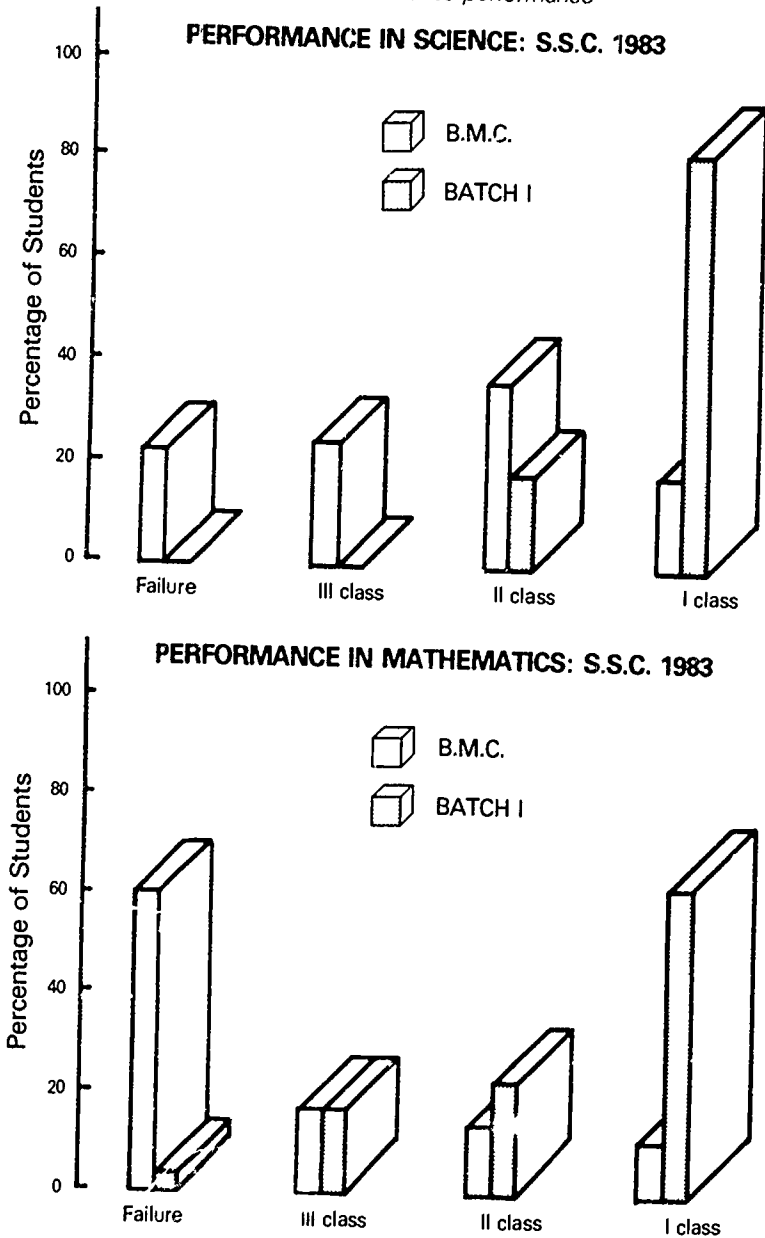 performance
PERFORMANCE IN SCIENCE: S.S.C. 1983
Percentage of Students
100
80
60
40
20
0
B.M.C.
BATCH I
Failure
III class
II class
I class
PERFORMANCE IN MATHEMATICS: S.S.C. 1983
Percentage of Students
100
80
60
40
20
0
B.M.C.
BATCH I
Failure
III class
II class
I class